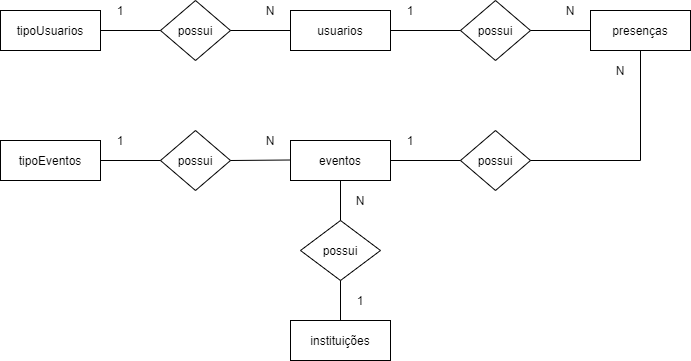 1
N
1
N
tipoUsuarios
possui
usuarios
possui
presenças
N
1
N
1
tipoEventos
possui
eventos
possui
N
possui
1
instituições